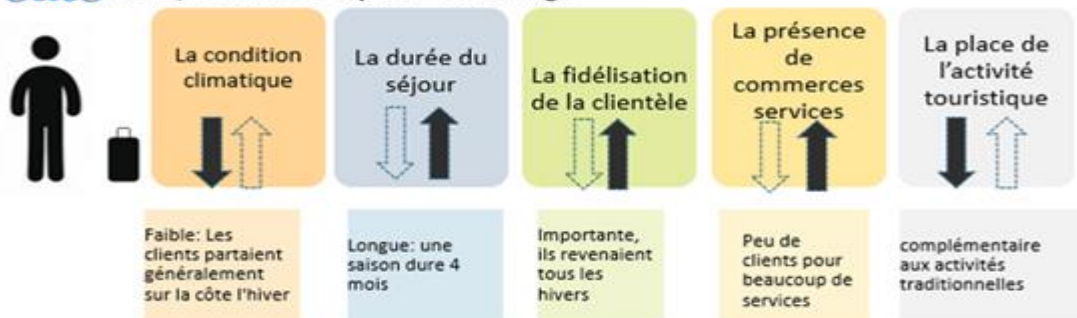 La condition
climatique
La durée du
séjour
La fidélisation
de la clientèle
La présence
de
commerces
services
La place de
l'activité
touristique
Faible: Les
clients partaient
généralement
sur la côte l'hiver
Longue: une
saison dure 4
mois
Importante,
ils revenaient
tous les
hivers
Peu de
clients pour
beaucoup de
services
complémentaire
aux activités
traditionnelles